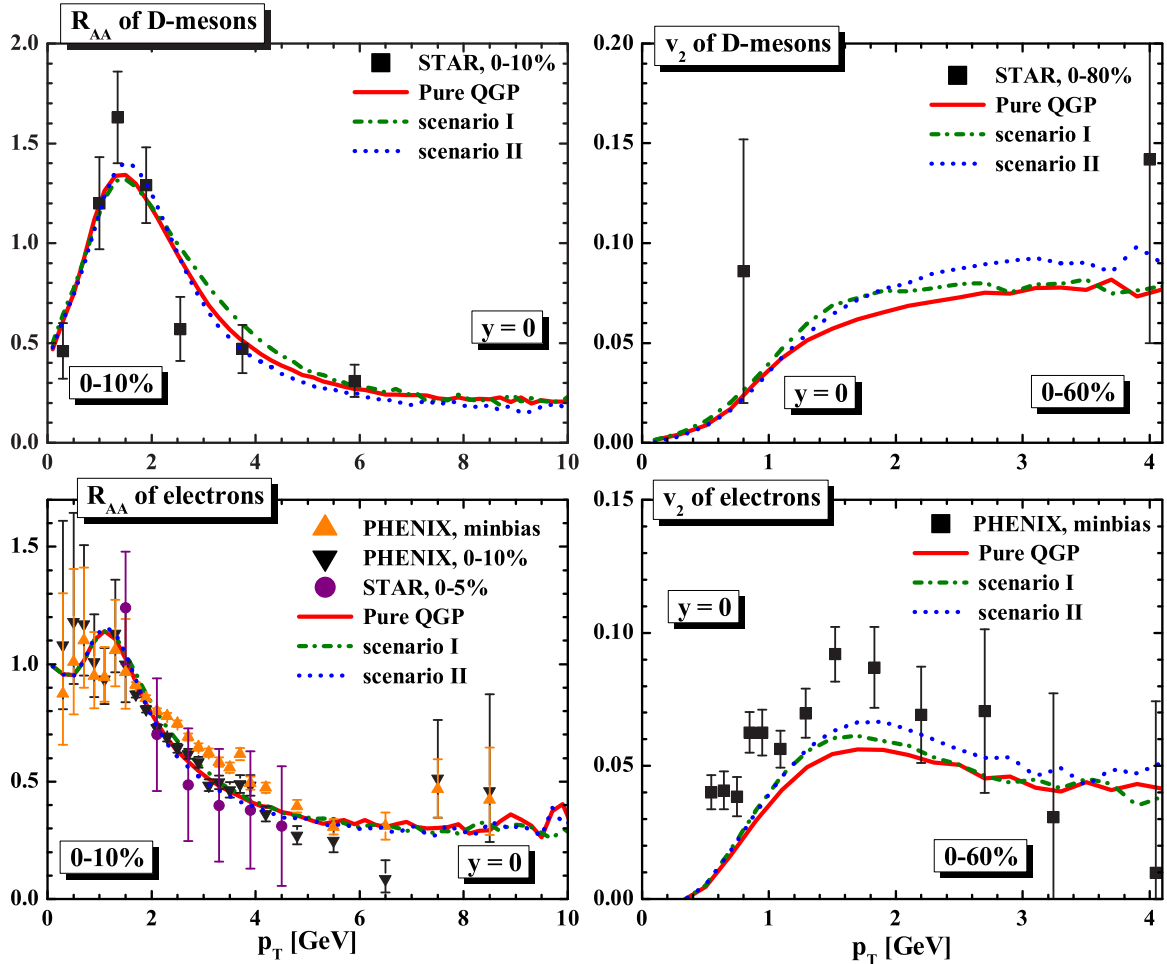 R_AA of D-mesons
2.0
1.5
1.0
0.5
0.0
STAR, 0-10%
Pure QGP
scenario I
scenario II
y = 0
0-10%
0 2 4 6 8 10
v_2 of D-mesons
0.20
0.15
0.10
0.05
0.00
STAR, 0-80%
Pure QGP
scenario I
scenario II
y = 0
0-60%
0 1 2 3 4
R_AA of electrons
1.5
1.0
0.5
0.0
PHENIX, minbias
PHENIX, 0-10%
STAR, 0-5%
Pure QGP
scenario I
scenario II
0-10%
y = 0
0 2 4 6 8 10
p_T [GeV]
v_2 of electrons
0.15
0.10
0.05
0.00
PHENIX, minbias
Pure QGP
scenario I
scenario II
y = 0
0-60%
0 1 2 3 4
p_T [GeV]